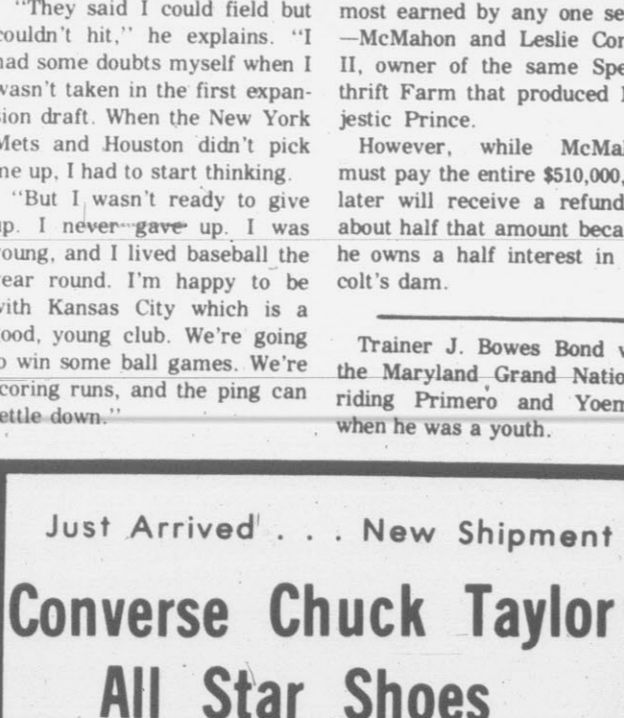 "They said I could field but
couldn't hit," he explains. "I
had some doubts myself when I
wasn't taken in the first expan-
sion draft. When the New York
Mets and Houston didn't pick
me up, I had to start thinking.
"But I wasn't ready to give
up. I never gave up. I was
young, and I lived baseball the
year round. I'm happy to be
with Kansas City which is a
good, young club. We're going
to win some ball games. We're
scoring runs, and the ping can
settle down."
most earned by any one se
—McMahon and Leslie Co
II, owner of the same Spe
thrift Farm that produced
jestic Prince.
However, while McMa
must pay the entire $510,000,
later will receive a refund
about half that amount beca
he owns a half interest in
colt's dam.
Trainer J. Bowes Bond
the Maryland Grand Natio
riding Primero and Yoem
when he was a youth.
Just Arrived . . . New Shipment
Converse Chuck Taylor
All Star Shoes